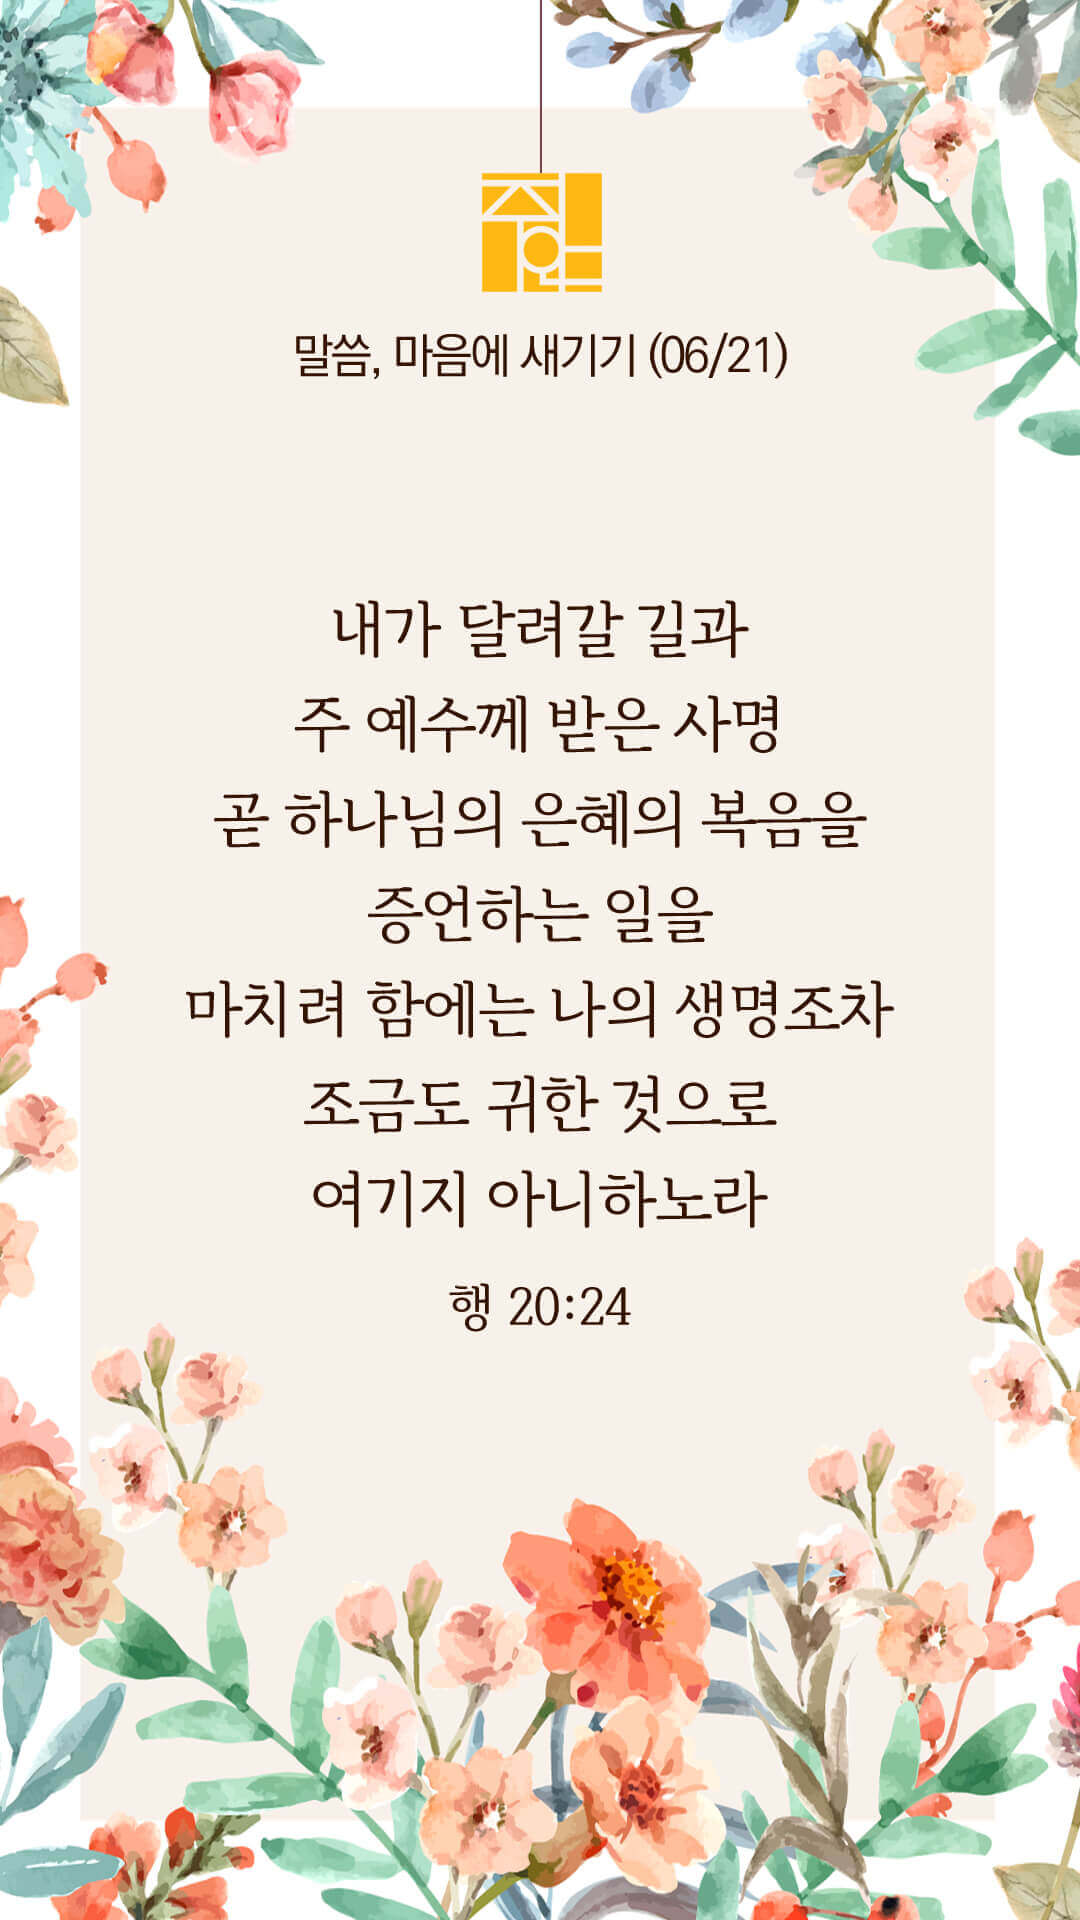 주인
말씀, 마음에 새기기 (06/21)
내가 달려갈 길과
주 예수께 받은 사명
곧 하나님의 은혜의 복음을
증언하는 일을
마치려 함에는 나의 생명조차
조금도 귀한 것으로
여기지 아니하노라
행 20:24